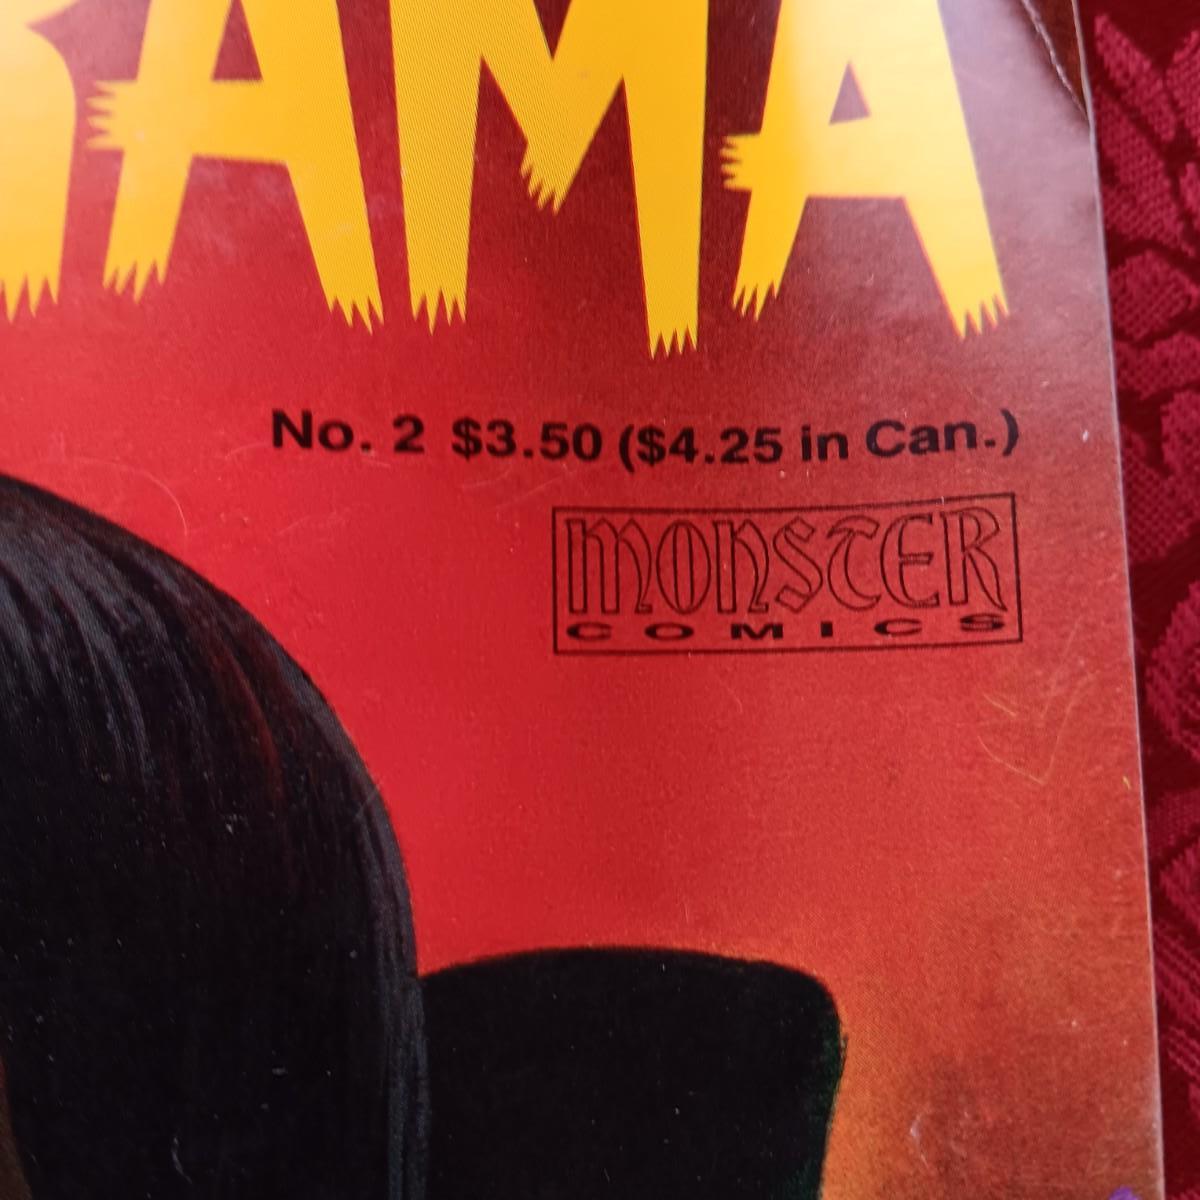 AMA
No. 2 $3.50 ($4.25 in Can.)
MONSTER
COMICS